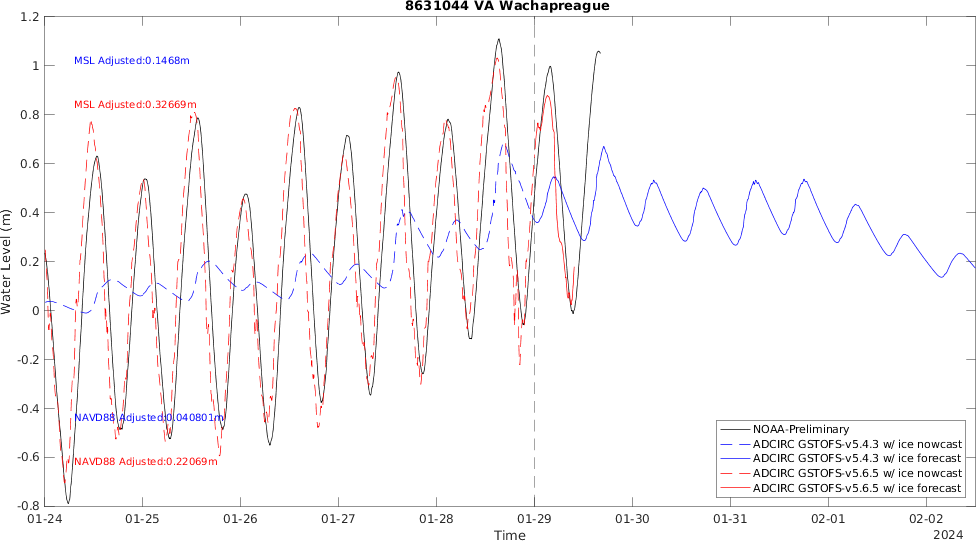 8631044 VA Wachapreague
1.2
1
0.8
0.6
0.4
0.2
0
-0.2
-0.4
-0.6
-0.8
Water Level (m)
MSL Adjusted:0.1468m
MSL Adjusted:0.32669m
NAVD88 Adjusted:0.040801m
NAVD88 Adjusted:0.22069m
NOAA-Preliminary
ADCIRC GSTOFS-v5.4.3 w/ ice nowcast
ADCIRC GSTOFS-v5.4.3 w/ ice forecast
ADCIRC GSTOFS-v5.6.5 w/ ice nowcast
ADCIRC GSTOFS-v5.6.5 w/ ice forecast
01-24 01-25 01-26 01-27 01-28 01-29 01-30 01-31 02-01 02-02
Time
2024